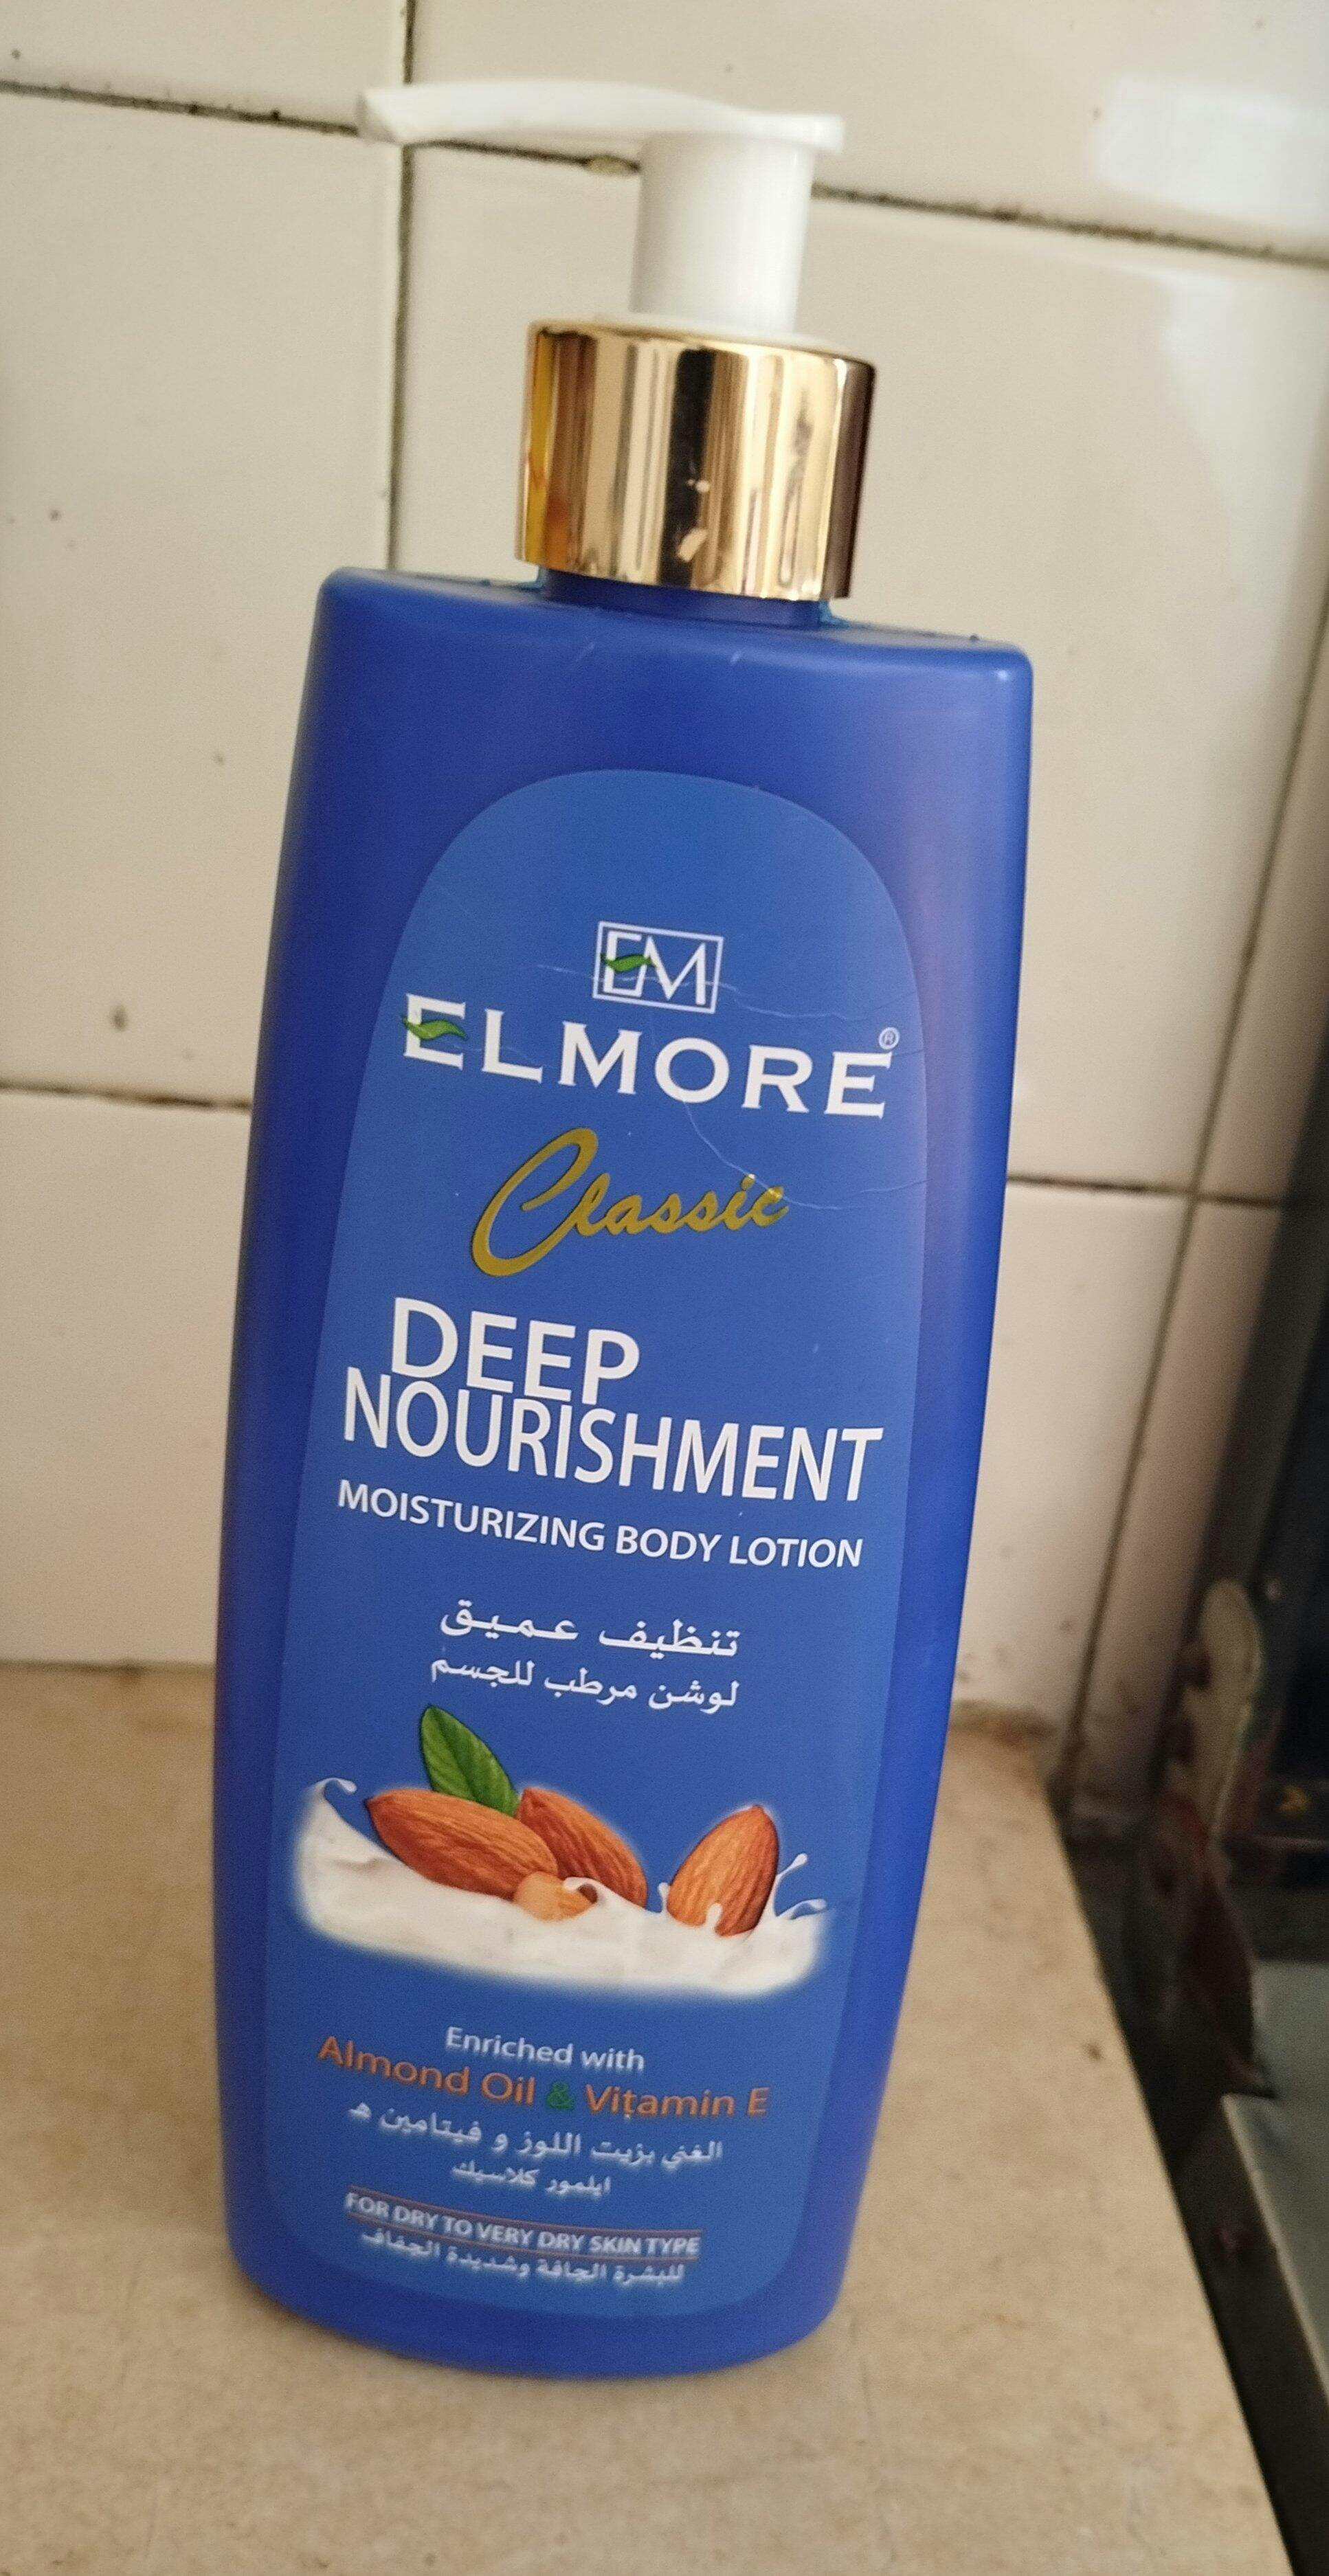 EM
ELMORE®
Classic
DEEP
NOURISHMENT
MOISTURIZING BODY LOTION
تنظيف عميق
لوشن مرطب للجسم
Enriched with
Almond Oil & Vitamin E
الغني بزيت اللوز و فيتامين هـ
ايلمور كلاسيك
FOR DRY TO VERY DRY SKIN TYPE
للبشرة الجافة وشديدة الجفاف